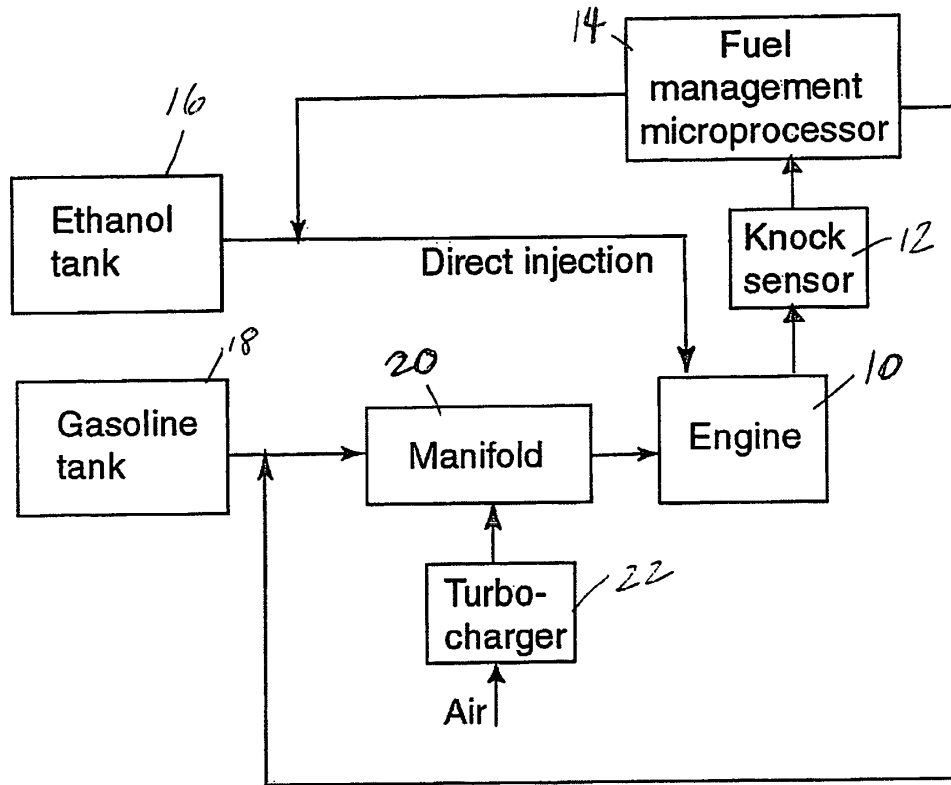 14
Fuel
management
microprocessor
16
Ethanol
tank
Direct injection
Knock
sensor
12
18
Gasoline
tank
20
Manifold
Engine
10
Turbo-
charger
22
Air